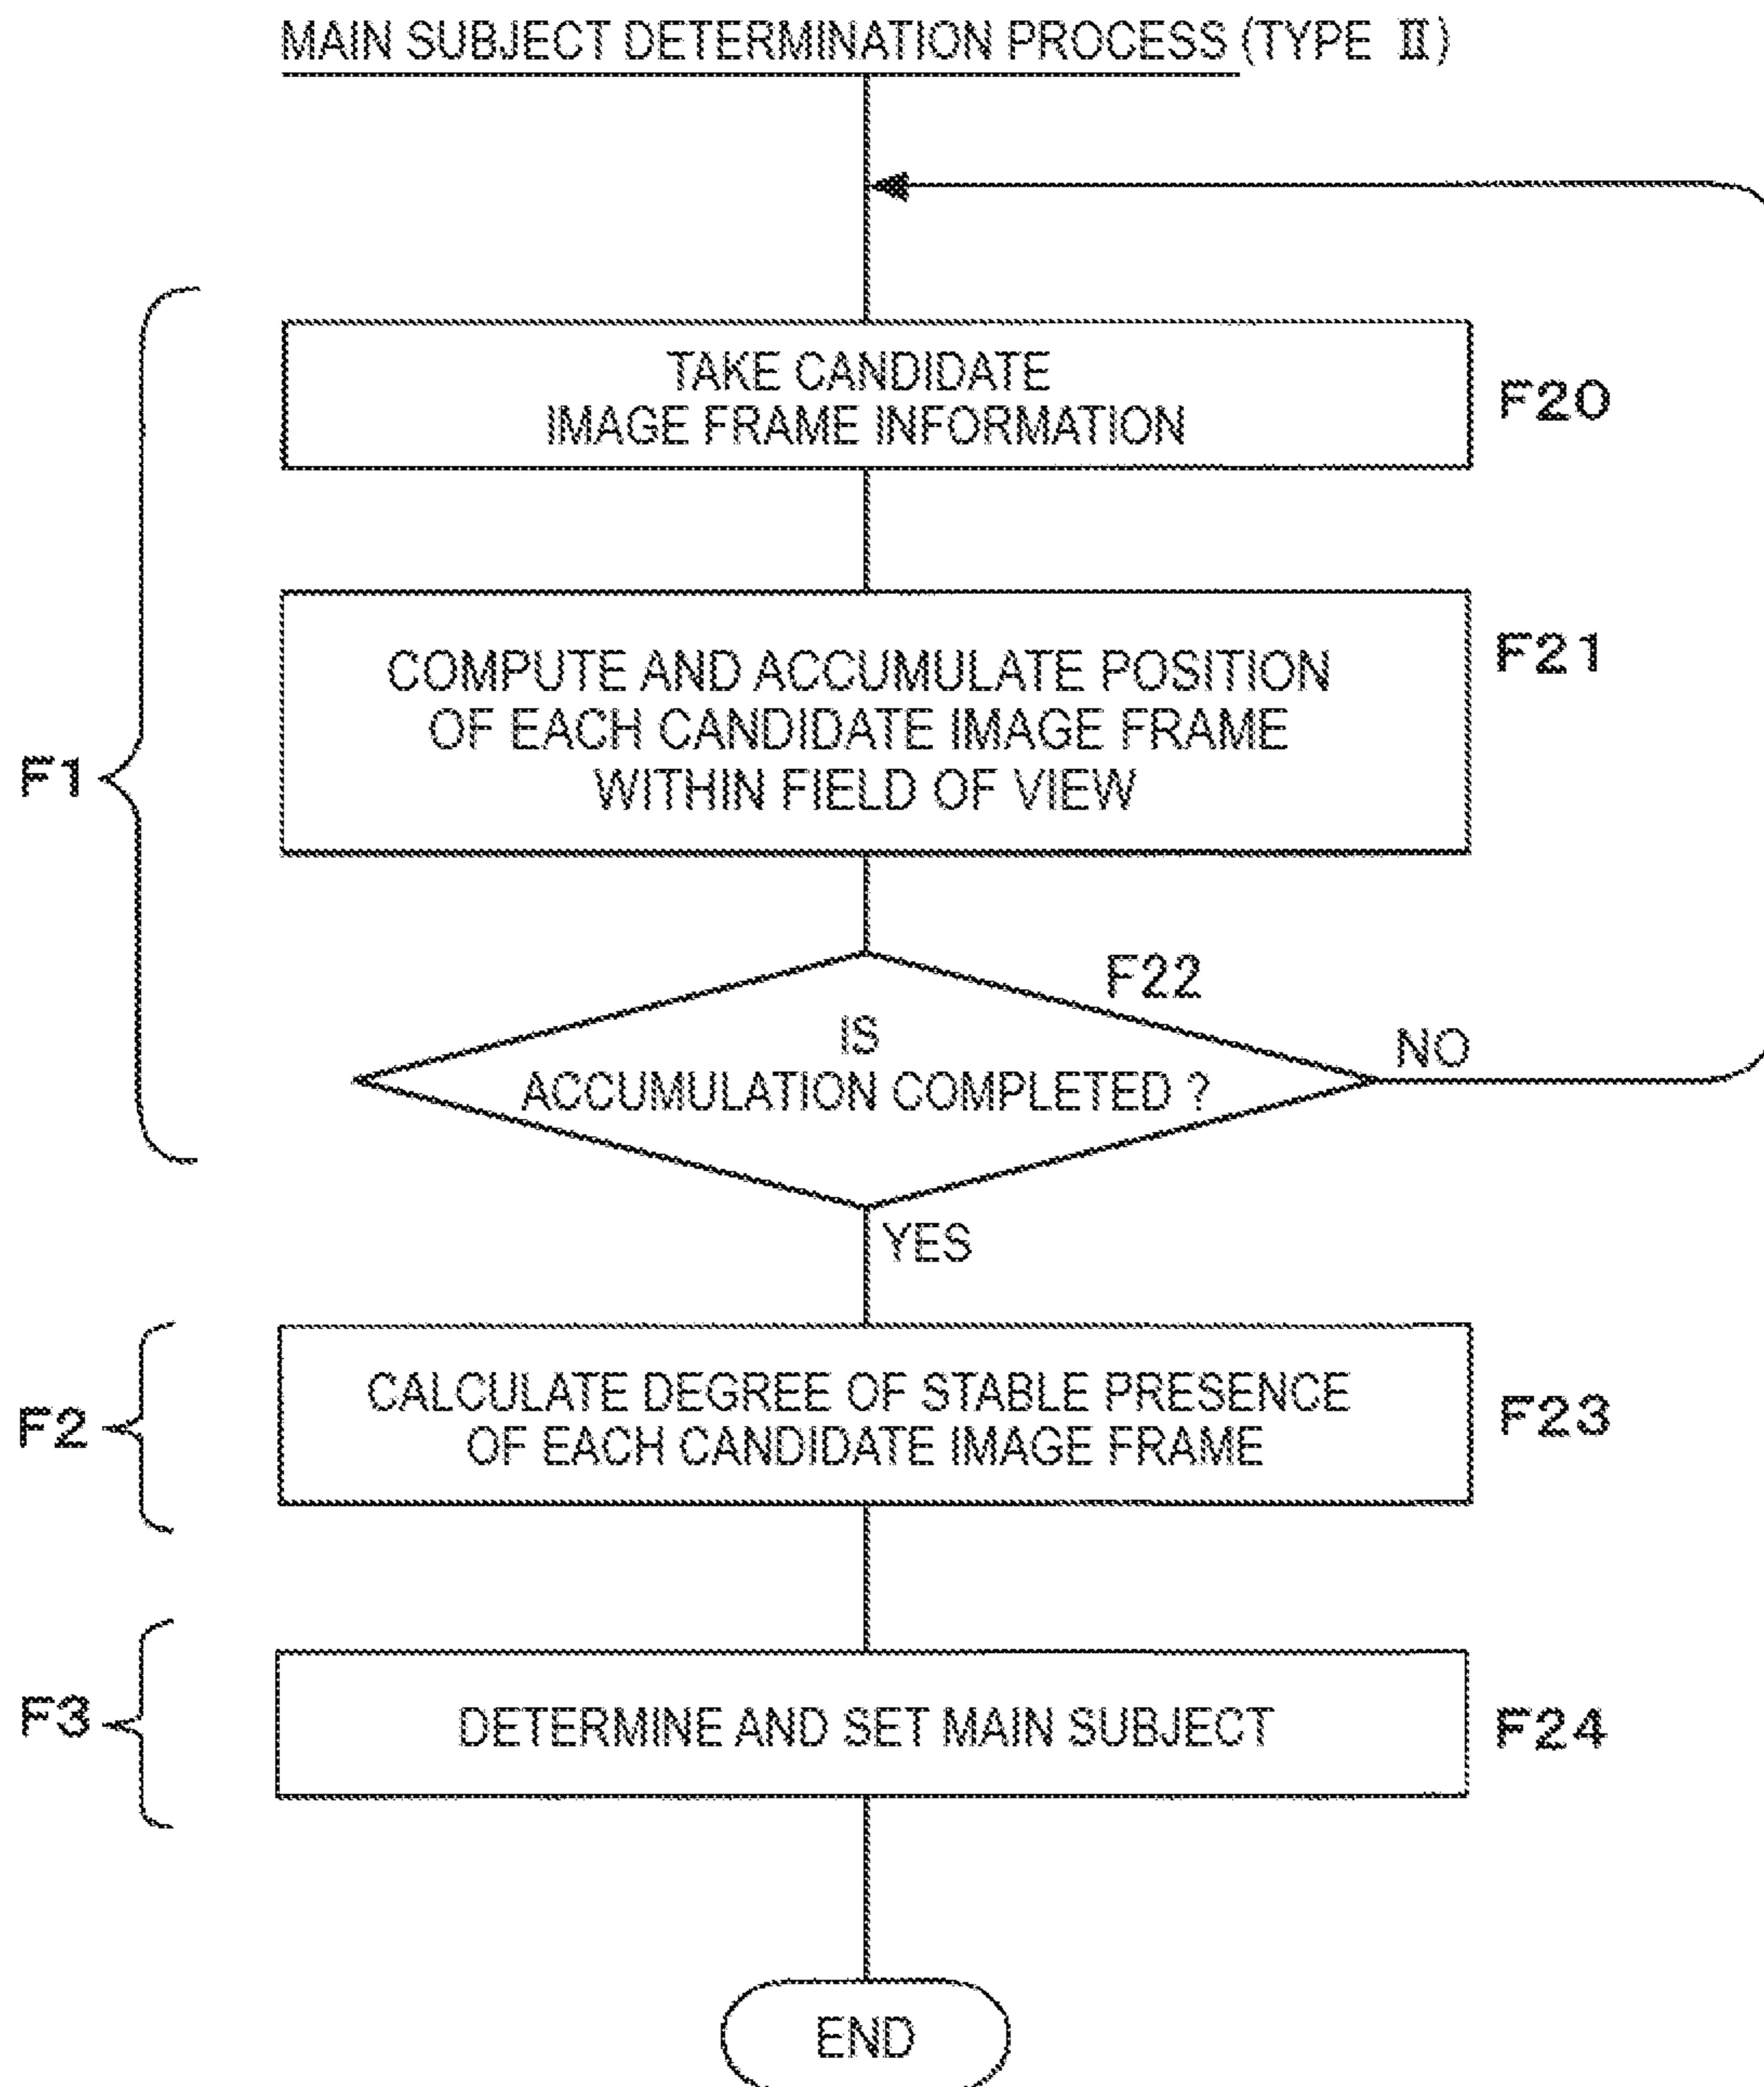 MAIN SUBJECT DETERMINATION PROCESS (TYPE Ⅱ)
TAKE CANDIDATE
IMAGE FRAME INFORMATION
F20
COMPUTE AND ACCUMULATE POSITION
OF EACH CANDIDATE IMAGE FRAME
WITHIN FIELD OF VIEW
F21
F1
F22
IS
ACCUMULATION COMPLETED ?
NO
YES
CALCULATE DEGREE OF STABLE PRESENCE
OF EACH CANDIDATE IMAGE FRAME
F23
F2
DETERMINE AND SET MAIN SUBJECT
F24
F3
END